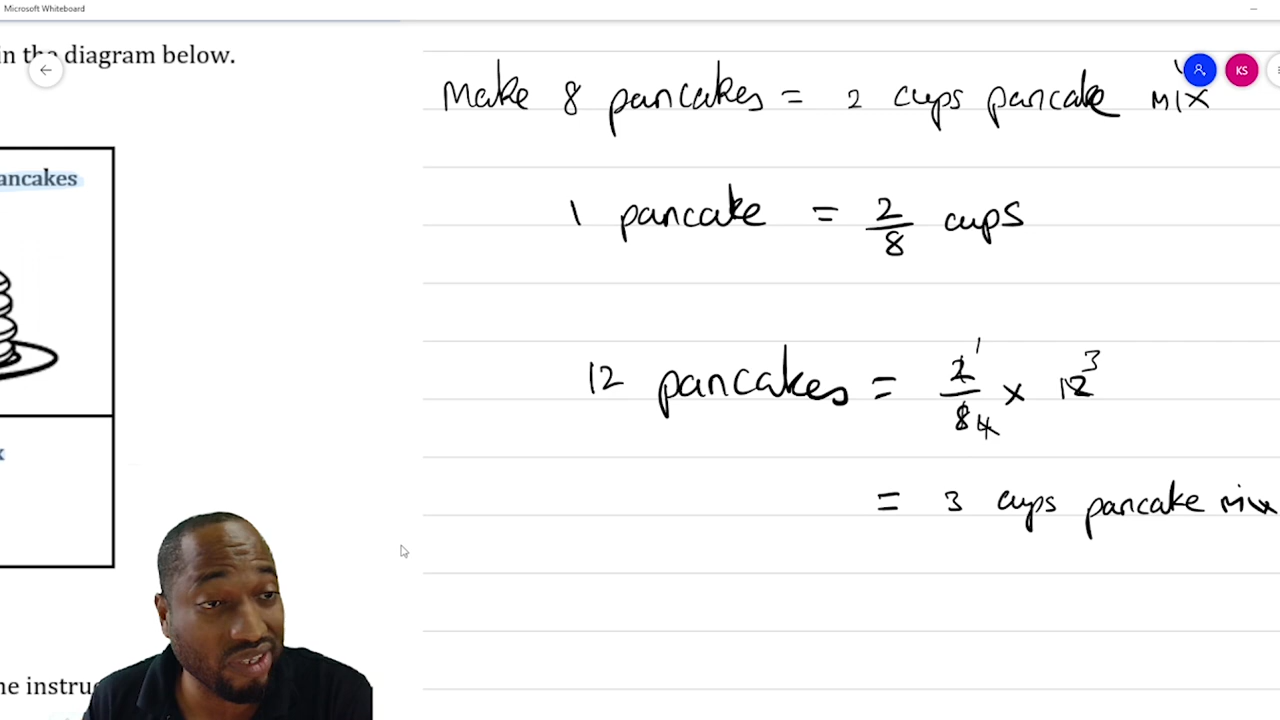 Microsoft Whiteboard
in the diagram below.
KS
ancakes
x
he instruc
Make 8 pancakes = 2 cups pancake mix
1 pancake = 2/8 cups
12 pancakes = 2/8 1 4 x 12 3
= 3 cups pancake mix